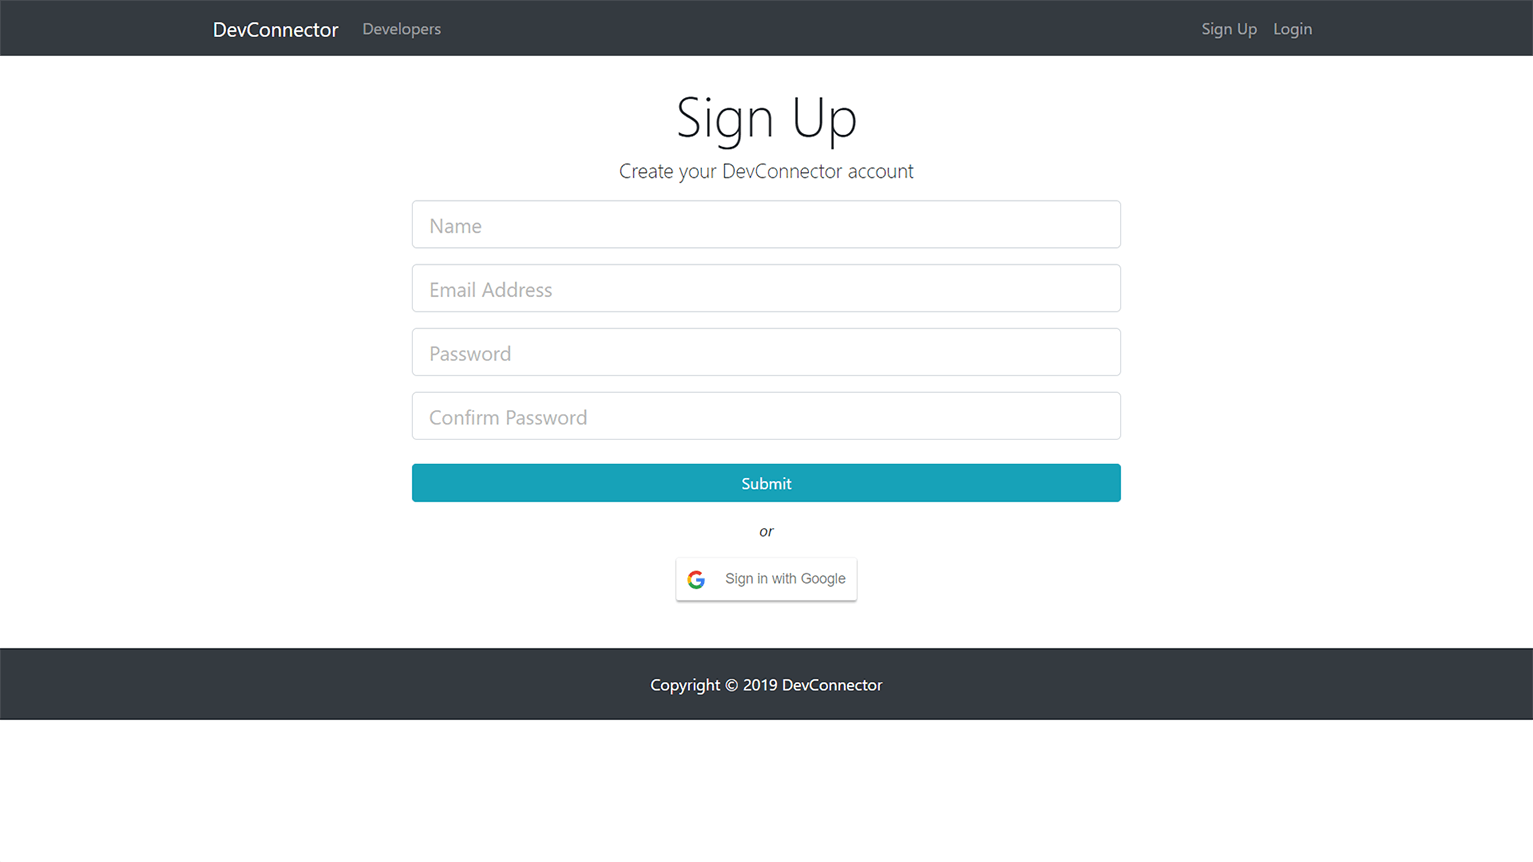 DevConnector Developers Sign Up Login
Sign Up
Create your DevConnector account
Name
Email Address
Password
Confirm Password
Submit
or
Sign in with Google
Copyright © 2019 DevConnector